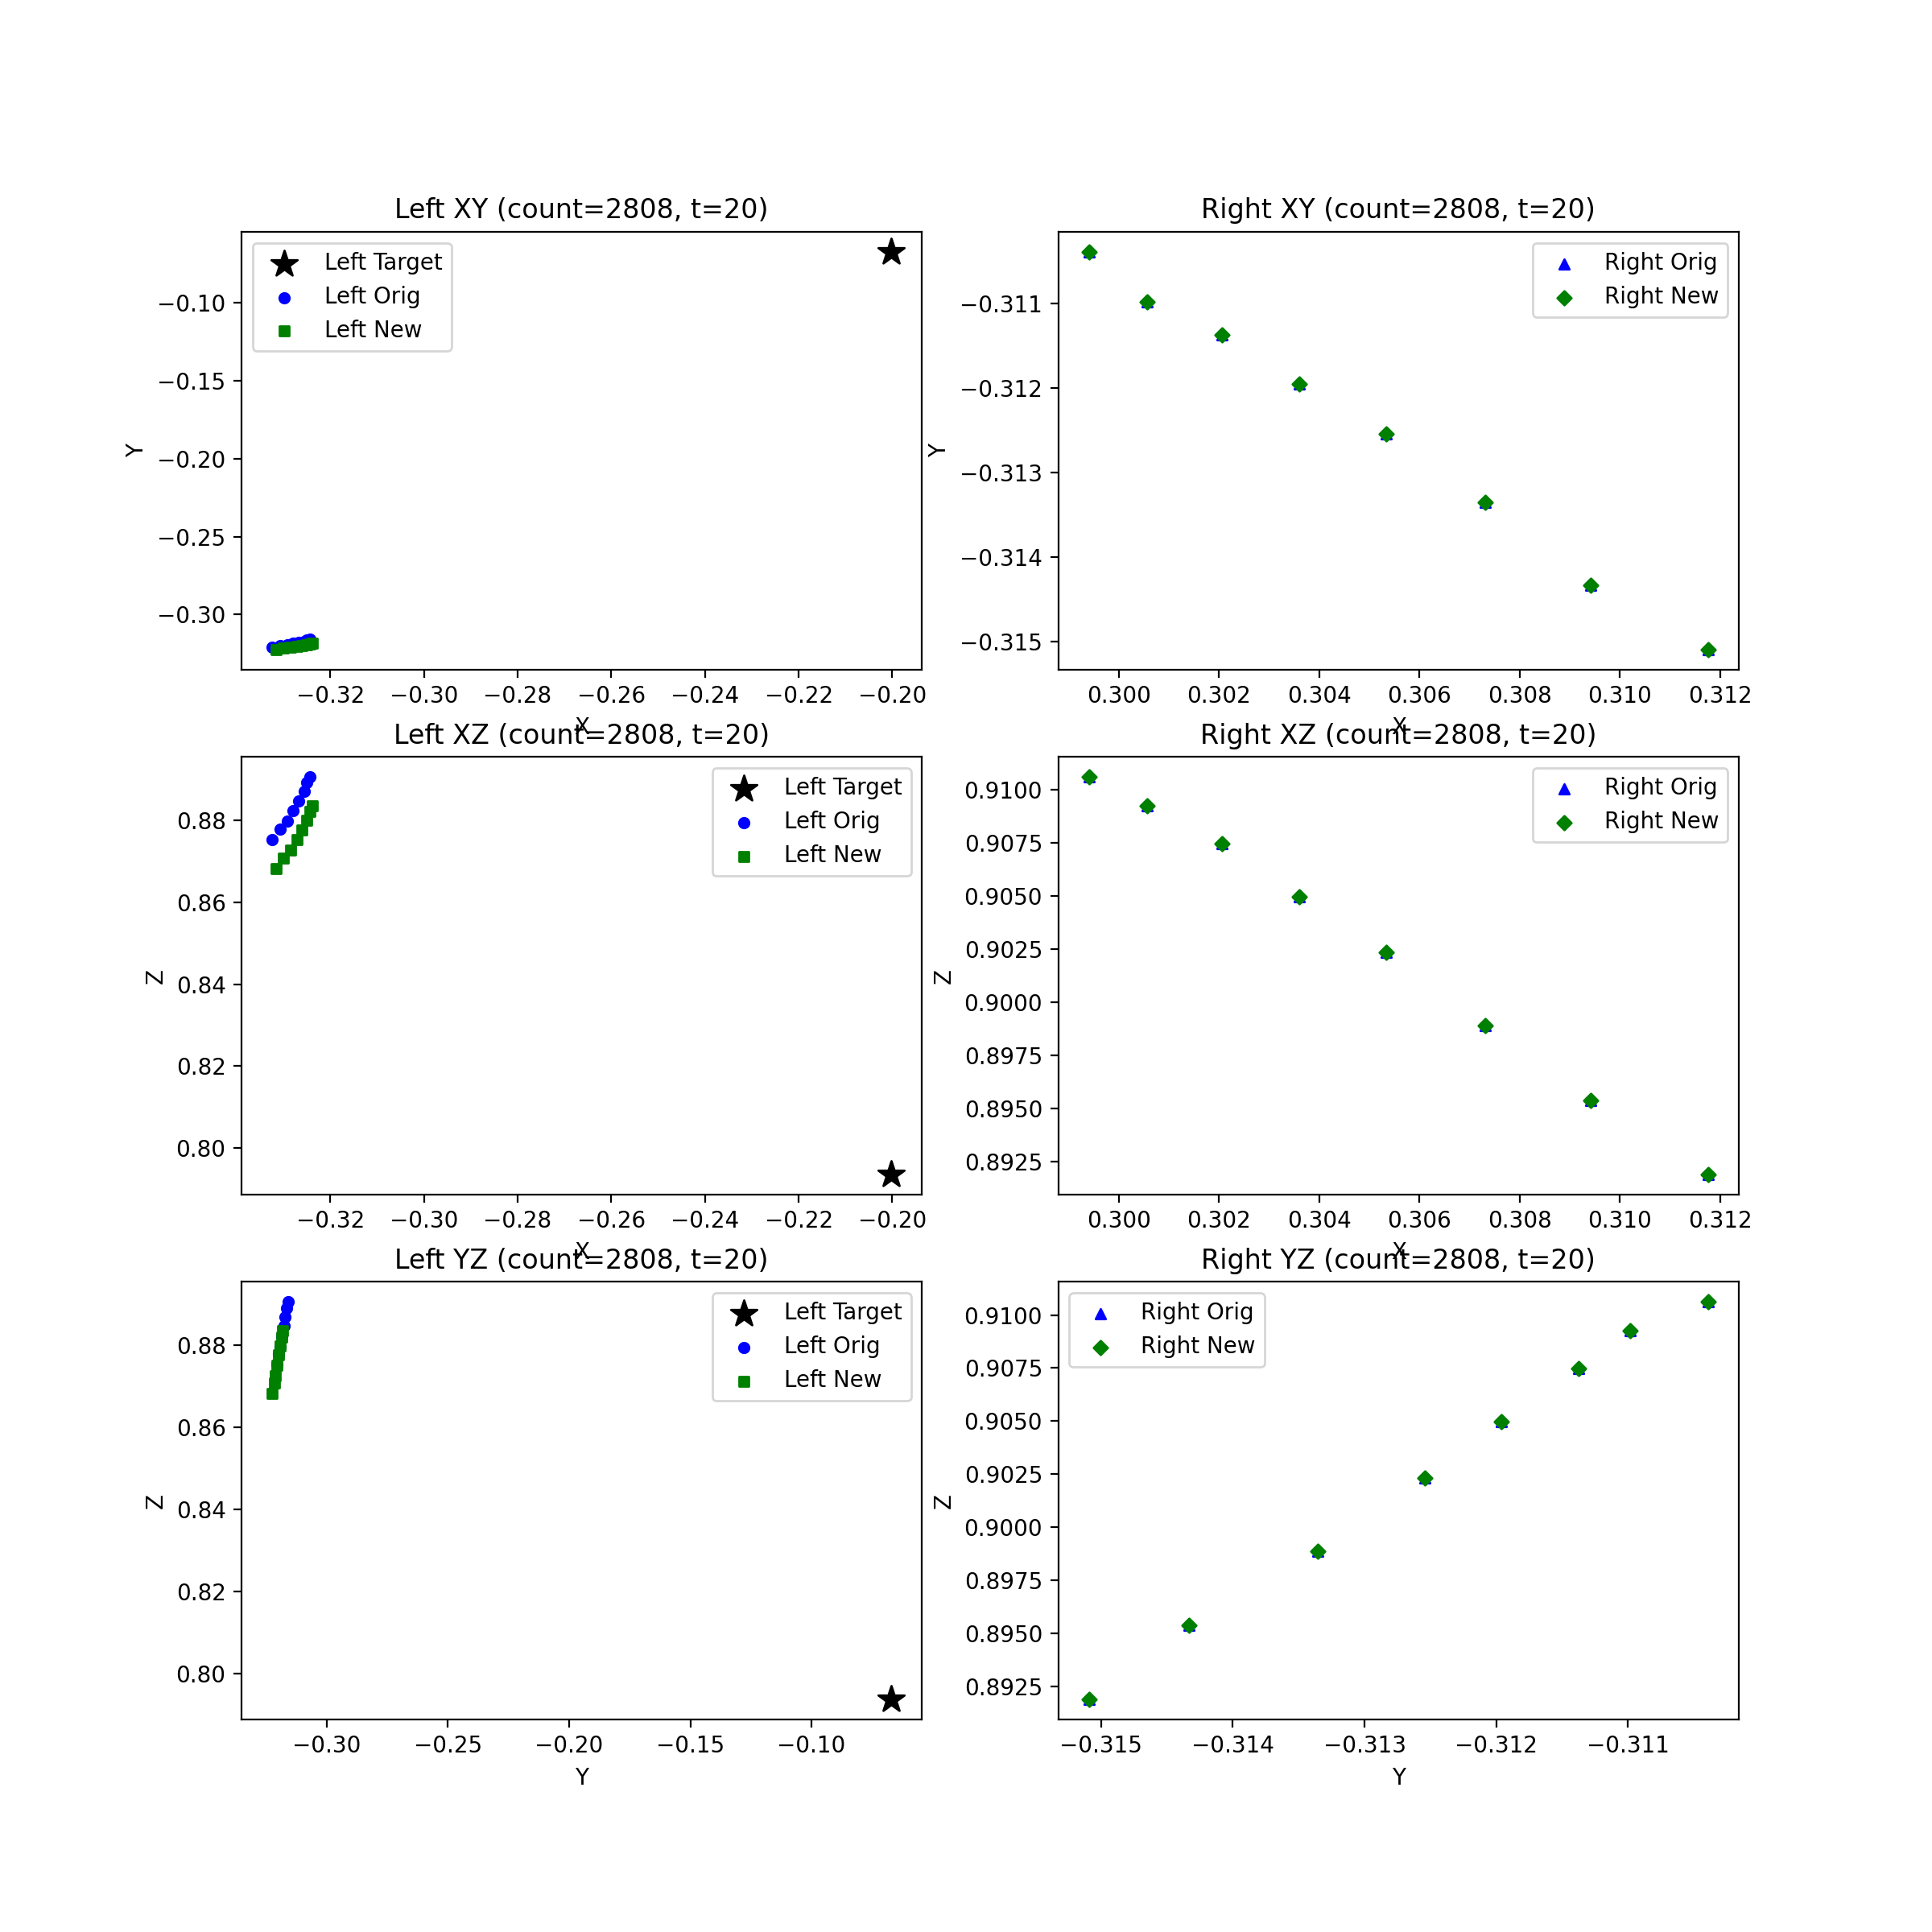 Left XY (count=2808, t=20)
Left Target
Left Orig
Left New
−0.10
−0.15
−0.20
−0.25
−0.30
Y
−0.32
−0.30
−0.28
−0.26
−0.24
−0.22
−0.20
X
Right XY (count=2808, t=20)
Right Orig
Right New
−0.311
−0.312
−0.313
−0.314
−0.315
Y
0.300
0.302
0.304
0.306
0.308
0.310
0.312
X
Left XZ (count=2808, t=20)
Left Target
Left Orig
Left New
0.88
0.86
0.84
0.82
0.80
Z
−0.32
−0.30
−0.28
−0.26
−0.24
−0.22
−0.20
X
Right XZ (count=2808, t=20)
Right Orig
Right New
0.9100
0.9075
0.9050
0.9025
0.9000
0.8975
0.8950
0.8925
Z
0.300
0.302
0.304
0.306
0.308
0.310
0.312
X
Left YZ (count=2808, t=20)
Left Target
Left Orig
Left New
0.88
0.86
0.84
0.82
0.80
Z
−0.30
−0.25
−0.20
−0.15
−0.10
Y
Right YZ (count=2808, t=20)
Right Orig
Right New
0.9100
0.9075
0.9050
0.9025
0.9000
0.8975
0.8950
0.8925
Z
−0.315
−0.314
−0.313
−0.312
−0.311
Y